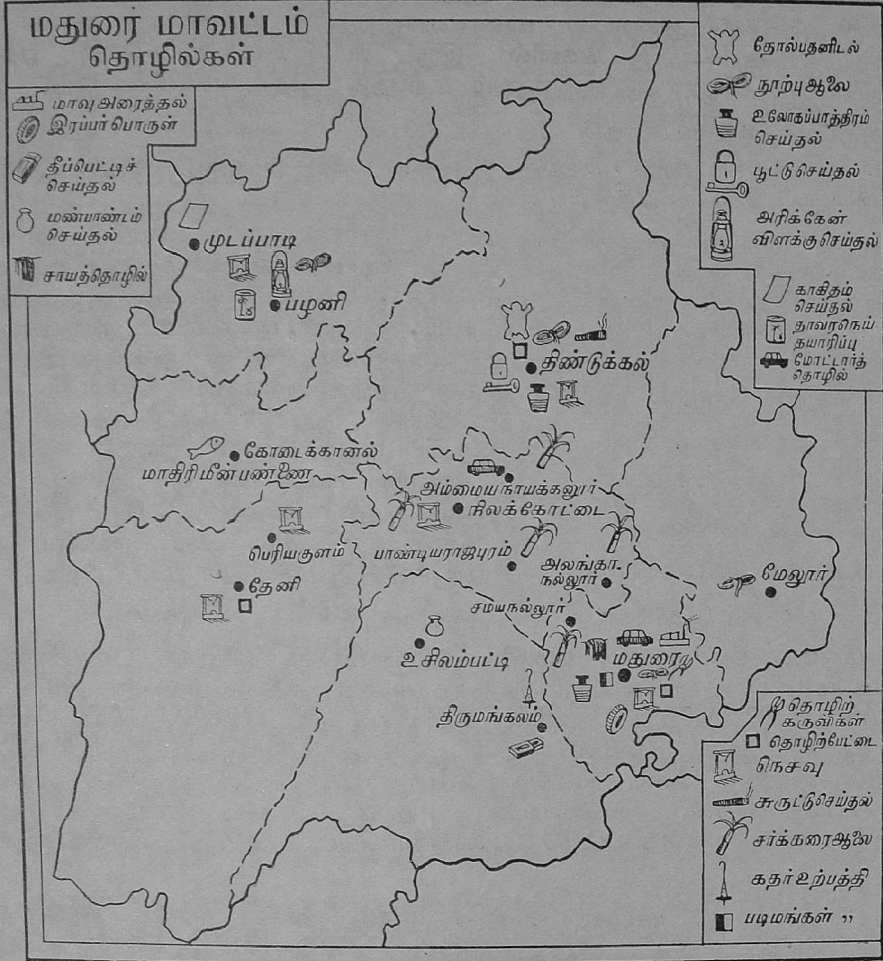 மதுரை மாவட்டம்
தொழில்கள்
மாவு அரைத்தல்
இரப்பர் பொருள்
தீப்பெட்டிச்
செய்தல்
மண்பாண்டம்
செய்தல்
சாயத்தொழில்
தோல்பதனிடல்
நூற்பு ஆலை
உலோகப்பாத்திரம்
செய்தல்
பூட்டு செய்தல்
அரிக்கேன்
விளக்கு செய்தல்
காகிதம்
செய்தல்
தாவரநெய்
தயாரிப்பு
மோட்டார்த்
தொழில்
முடப்பாடி
பழனி
திண்டுக்கல்
கோடைக்கானல்
மாதிரி மீன் பண்ணை
அம்மைய நாயக்கலூர்
நிலக்கோட்டை
பெரியகுளம்
பாண்டியராஜபுரம்
அலங்கா-
நல்லூர்
தேனி
மேலூர்
சமயநல்லூர்
உசிலம்பட்டி
மதுரை
திருமங்கலம்
தொழிற்
கருவிகள்
தொழிற்பேட்டை
நெசவு
சுருட்டு செய்தல்
சர்க்கரை ஆலை
கதர் உற்பத்தி
படிமங்கள் ,,